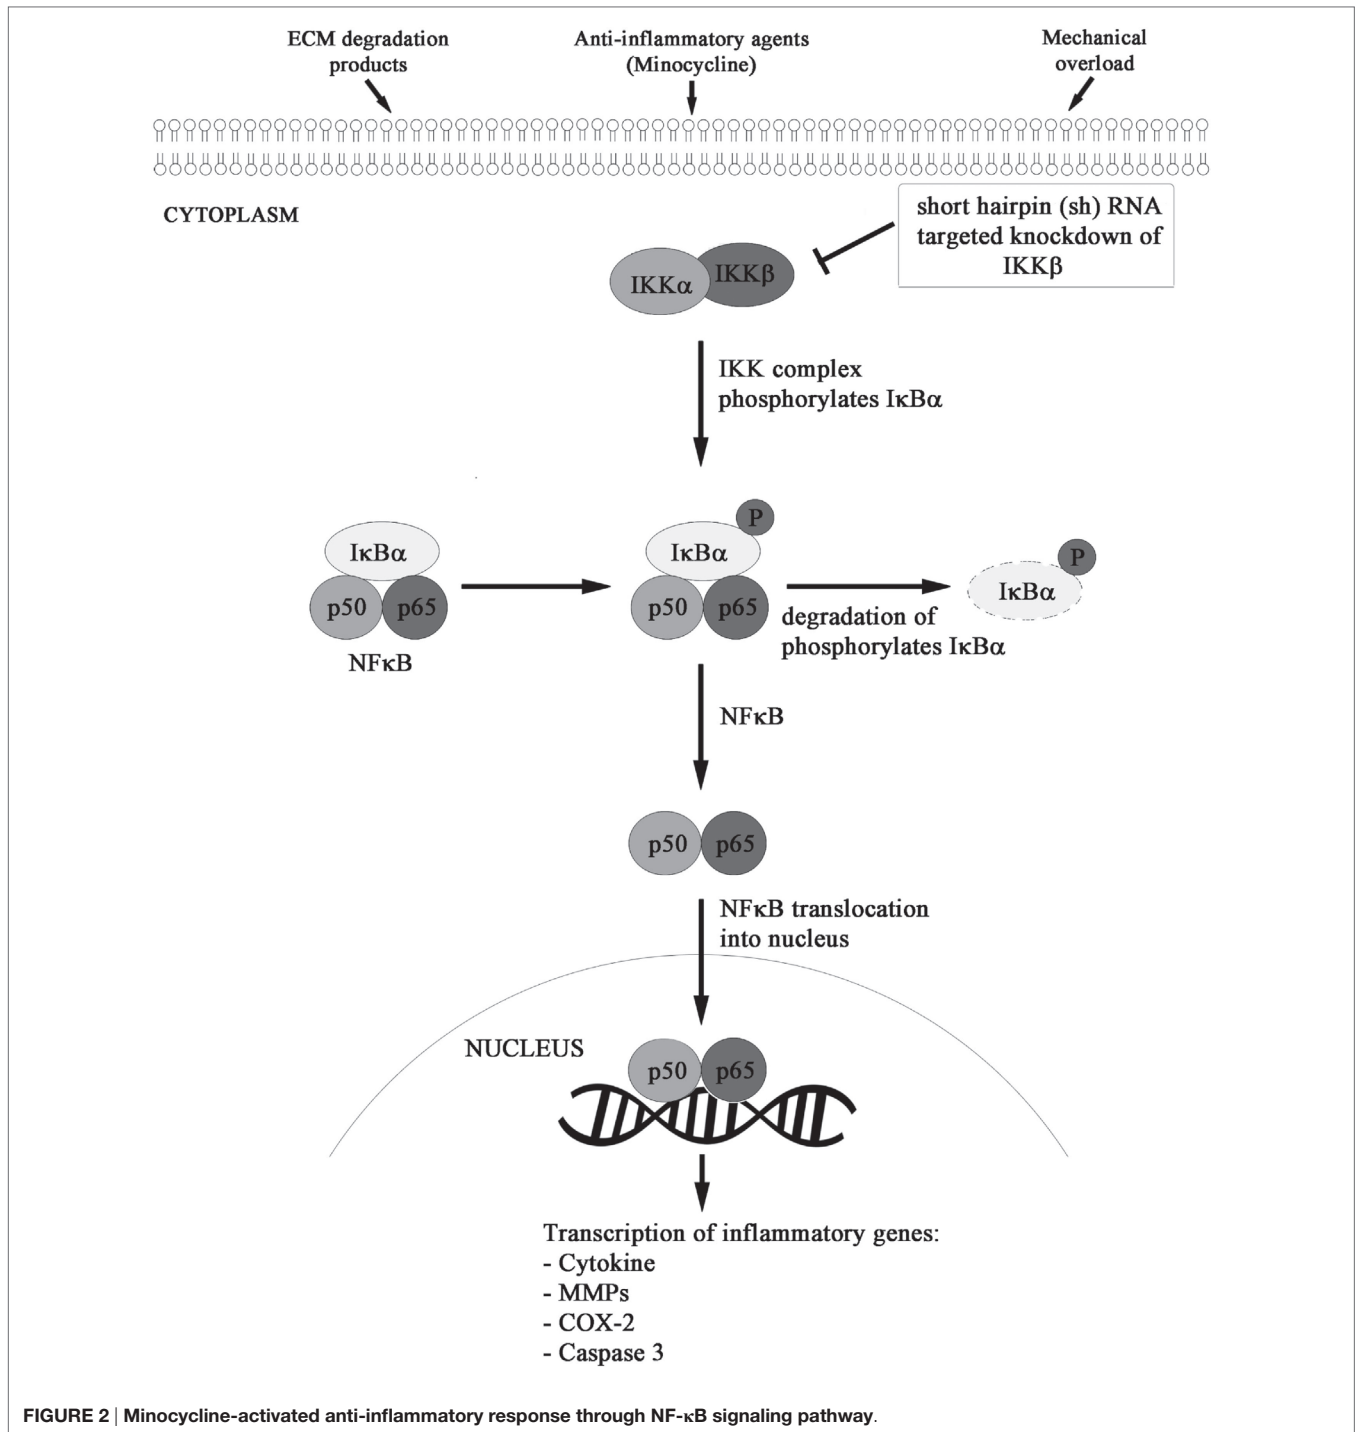 ECM degradation
products
Anti-inflammatory agents
(Minocycline)
Mechanical
overload
CYTOPLASM
short hairpin (sh) RNA
targeted knockdown of
IKKβ
IKKα
IKKβ
IKK complex
phosphorylates IκBα
IκBα
p50
p65
NFκB
P
IκBα
p50
p65
degradation of
phosphorylates IκBα
P
IκBα
NFκB
p50
p65
NFκB translocation
into nucleus
NUCLEUS
p50
p65
Transcription of inflammatory genes:
- Cytokine
- MMPs
- COX-2
- Caspase 3
FIGURE 2 | Minocycline-activated anti-inflammatory response through NF-κB signaling pathway.